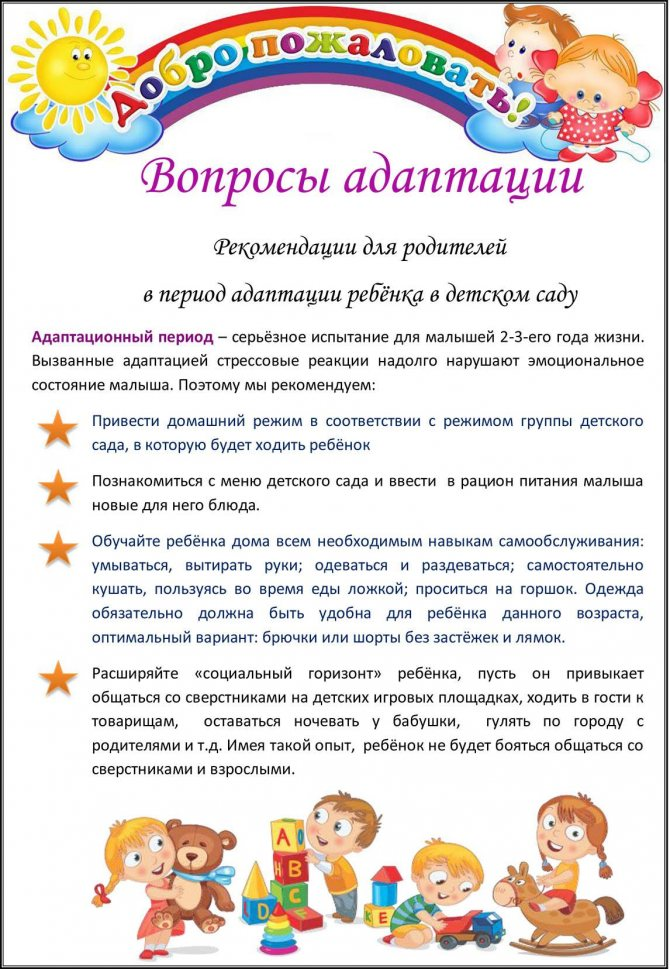 Добро пожаловать!
Вопросы адаптации
Рекомендации для родителей
в период адаптации ребёнка в детском саду
Адаптационный период – серьёзное испытание для малышей 2-3-его года жизни.
Вызванные адаптацией стрессовые реакции надолго нарушают эмоциональное
состояние малыша. Поэтому мы рекомендуем:
Привести домашний режим в соответствии с режимом группы детского
сада, в которую будет ходить ребёнок
Познакомиться с меню детского сада и ввести в рацион питания малыша
новые для него блюда.
Обучайте ребёнка дома всем необходимым навыкам самообслуживания:
умываться, вытирать руки; одеваться и раздеваться; самостоятельно
кушать, пользуясь во время еды ложкой; проситься на горшок. Одежда
обязательно должна быть удобна для ребёнка данного возраста,
оптимальный вариант: брючки или шорты без застёжек и лямок.
Расширяйте «социальный горизонт» ребёнка, пусть он привыкает
общаться со сверстниками на детских игровых площадках, ходить в гости к
товарищам, оставаться ночевать у бабушки, гулять по городу с
родителями и т.д. Имея такой опыт, ребёнок не будет бояться общаться со
сверстниками и взрослыми.
A
B
C
D
E
K E